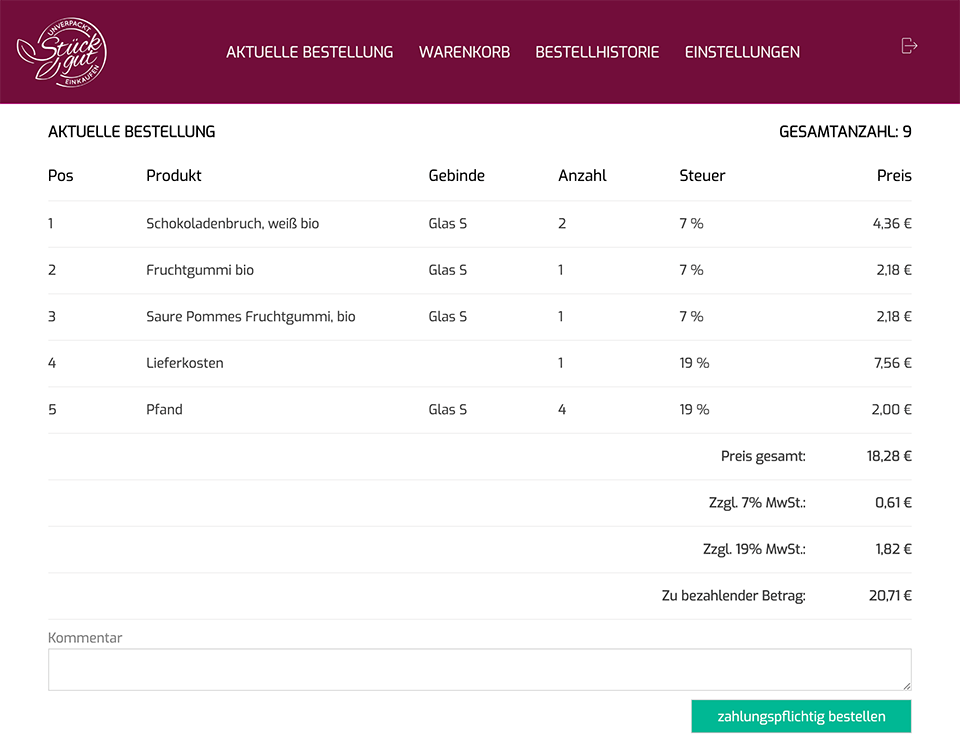 UNVERPACKT
Stück
gut
EINKAUFEN
AKTUELLE BESTELLUNG WARENKORB BESTELLHISTORIE EINSTELLUNGEN
AKTUELLE BESTELLUNG GESAMTANZAHL: 9
Pos Produkt Gebinde Anzahl Steuer Preis
1 Schokoladenbruch, weiß bio Glas S 2 7 % 4,36 €
2 Fruchtgummi bio Glas S 1 7 % 2,18 €
3 Saure Pommes Fruchtgummi, bio Glas S 1 7 % 2,18 €
4 Lieferkosten 1 19 % 7,56 €
5 Pfand Glas S 4 19 % 2,00 €
Preis gesamt: 18,28 €
Zzgl. 7% MwSt.: 0,61 €
Zzgl. 19% MwSt.: 1,82 €
Zu bezahlender Betrag: 20,71 €
Kommentar
zahlungspflichtig bestellen